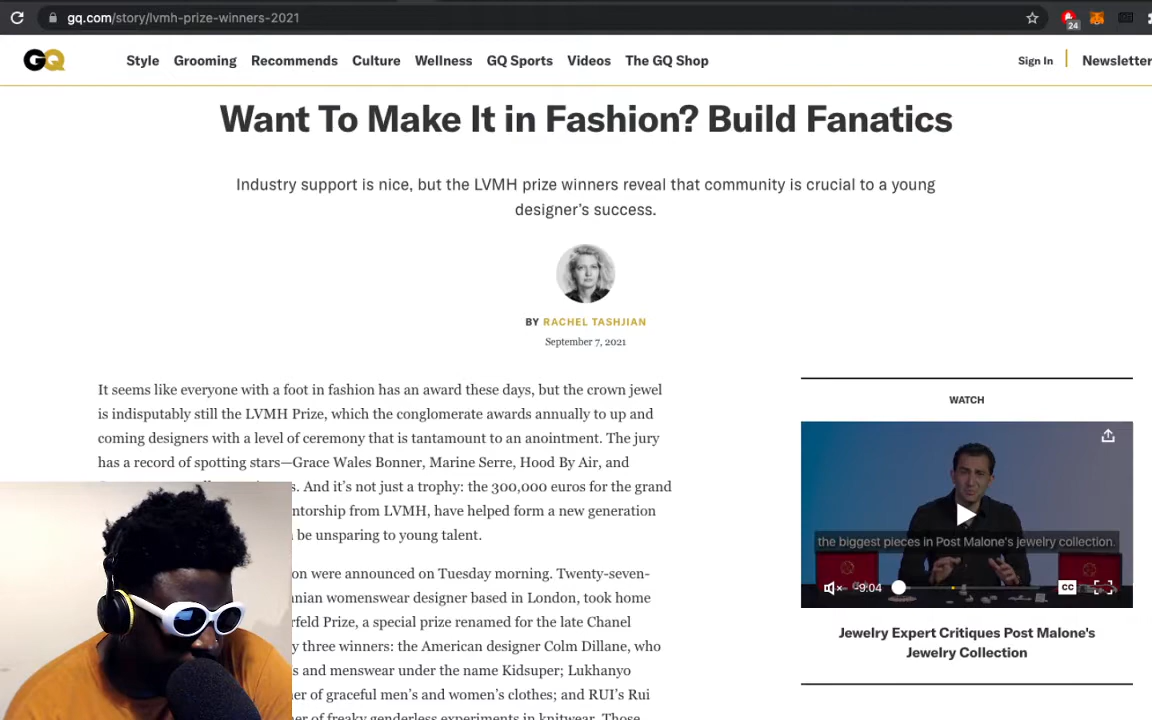 gq.com/story/lvmh-prize-winners-2021
24
GQ
Style Grooming Recommends Culture Wellness GQ Sports Videos The GQ Shop Sign In Newsletter
Want To Make It in Fashion? Build Fanatics
Industry support is nice, but the LVMH prize winners reveal that community is crucial to a young
designer's success.
BY RACHEL TASHJIAN
September 7, 2021
It seems like everyone with a foot in fashion has an award these days, but the crown jewel
is indisputably still the LVMH Prize, which the conglomerate awards annually to up and
coming designers with a level of ceremony that is tantamount to an anointment. The jury
has a record of spotting stars—Grace Wales Bonner, Marine Serre, Hood By Air, and
s. And it's not just a trophy: the 300,000 euros for the grand
ntorship from LVMH, have helped form a new generation
be unsparing to young talent.
on were announced on Tuesday morning. Twenty-seven-
nian womenswear designer based in London, took home
rfeld Prize, a special prize renamed for the late Chanel
y three winners: the American designer Colm Dillane, who
s and menswear under the name Kidsuper; Lukhanyo
er of graceful men's and women's clothes; and RUI's Rui
er of freaky genderless experiments in knitwear. Those
WATCH
the biggest pieces in Post Malone's jewelry collection.
-9:04
CC
Jewelry Expert Critiques Post Malone's
Jewelry Collection